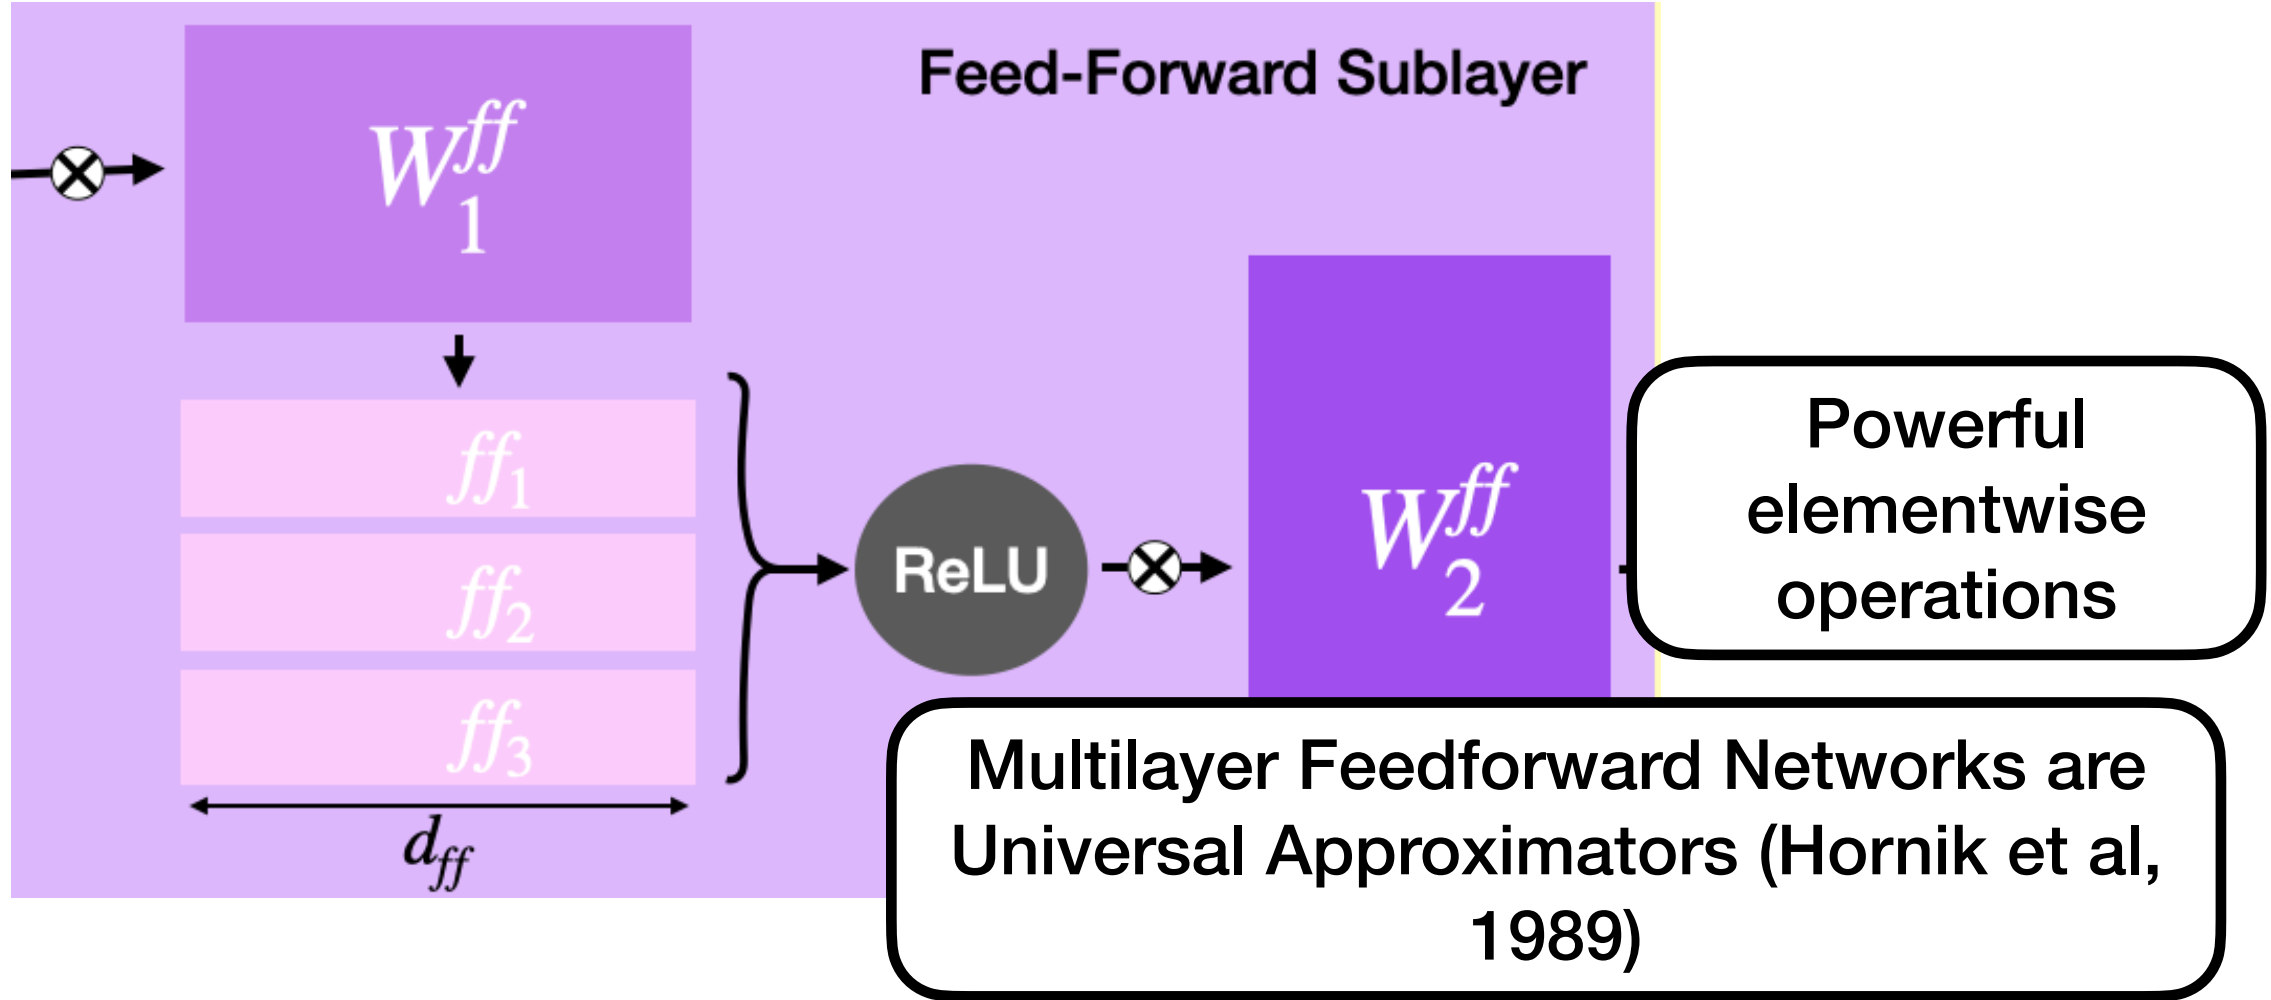 Feed-Forward Sublayer
W₁ᶠᶠ
ff₁
ff₂
ff₃
d_ff
ReLU
W₂ᶠᶠ
Powerful
elementwise
operations
Multilayer Feedforward Networks are
Universal Approximators (Hornik et al,
1989)